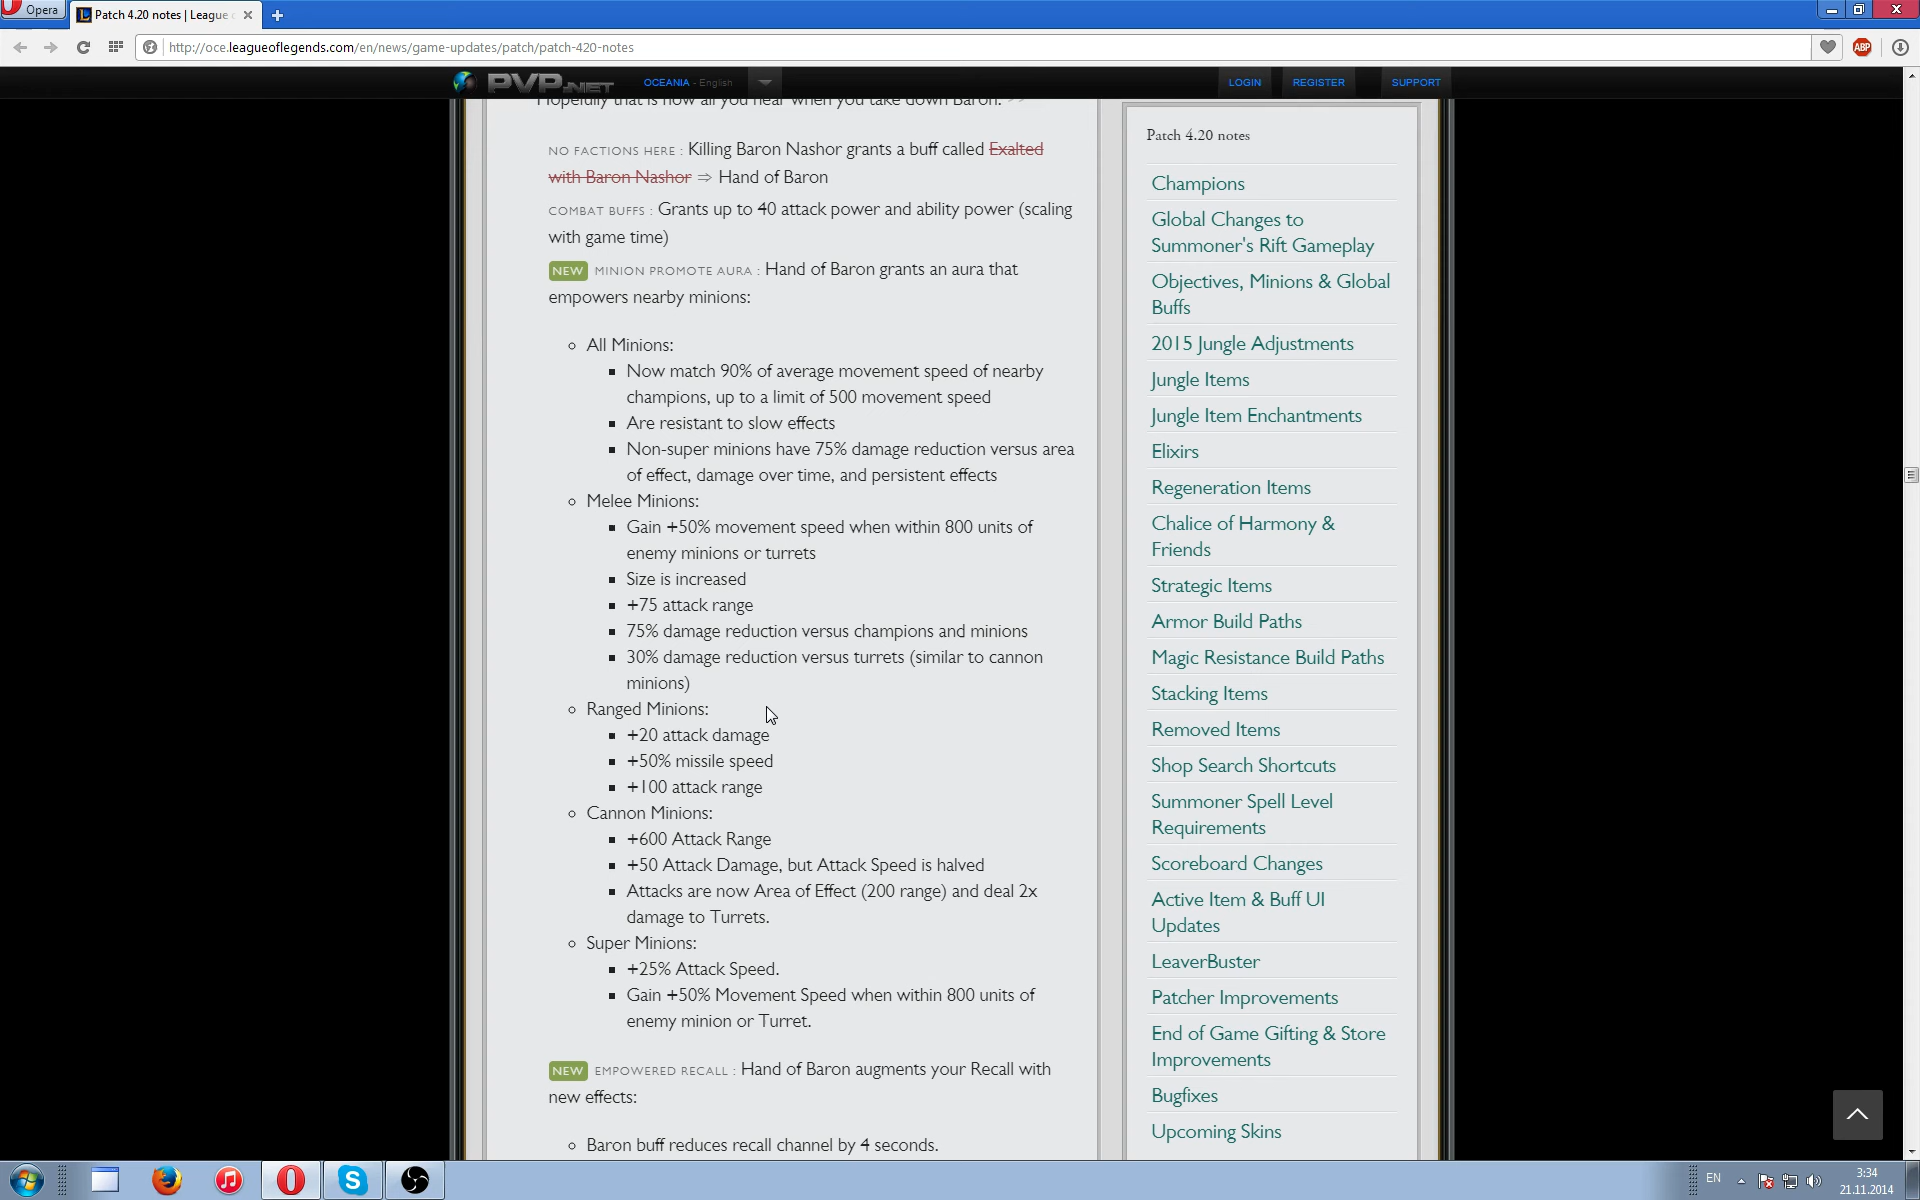 Opera
Patch 4.20 notes | League
http://oce.leagueoflegends.com/en/news/game-updates/patch/patch-420-notes
ABP
PVP.NET
OCEANIA - English
LOGIN
REGISTER
SUPPORT
Hopefully that is now all you hear when you take down Baron. >>
NO FACTIONS HERE : Killing Baron Nashor grants a buff called Exalted
with Baron Nashor ⇒ Hand of Baron
COMBAT BUFFS : Grants up to 40 attack power and ability power (scaling
with game time)
NEW MINION PROMOTE AURA : Hand of Baron grants an aura that
empowers nearby minions:
All Minions:
Now match 90% of average movement speed of nearby
champions, up to a limit of 500 movement speed
Are resistant to slow effects
Non-super minions have 75% damage reduction versus area
of effect, damage over time, and persistent effects
Melee Minions:
Gain +50% movement speed when within 800 units of
enemy minions or turrets
Size is increased
+75 attack range
75% damage reduction versus champions and minions
30% damage reduction versus turrets (similar to cannon
minions)
Ranged Minions:
+20 attack damage
+50% missile speed
+100 attack range
Cannon Minions:
+600 Attack Range
+50 Attack Damage, but Attack Speed is halved
Attacks are now Area of Effect (200 range) and deal 2x
damage to Turrets.
Super Minions:
+25% Attack Speed.
Gain +50% Movement Speed when within 800 units of
enemy minion or Turret.
NEW EMPOWERED RECALL : Hand of Baron augments your Recall with
new effects:
Baron buff reduces recall channel by 4 seconds.
Patch 4.20 notes
Champions
Global Changes to
Summoner's Rift Gameplay
Objectives, Minions & Global
Buffs
2015 Jungle Adjustments
Jungle Items
Jungle Item Enchantments
Elixirs
Regeneration Items
Chalice of Harmony &
Friends
Strategic Items
Armor Build Paths
Magic Resistance Build Paths
Stacking Items
Removed Items
Shop Search Shortcuts
Summoner Spell Level
Requirements
Scoreboard Changes
Active Item & Buff UI
Updates
LeaverBuster
Patcher Improvements
End of Game Gifting & Store
Improvements
Bugfixes
Upcoming Skins
EN
3:34
21.11.2014